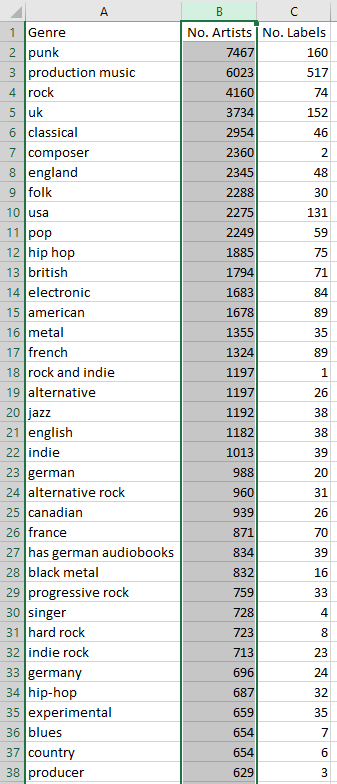 A B C
1 Genre No. Artists No. Labels
2 punk 7467 160
3 production music 6023 517
4 rock 4160 74
5 uk 3734 152
6 classical 2954 46
7 composer 2360 2
8 england 2345 48
9 folk 2288 30
10 usa 2275 131
11 pop 2249 59
12 hip hop 1885 75
13 british 1794 71
14 electronic 1683 84
15 american 1678 89
16 metal 1355 35
17 french 1324 89
18 rock and indie 1197 1
19 alternative 1197 26
20 jazz 1192 38
21 english 1182 38
22 indie 1013 39
23 german 988 20
24 alternative rock 960 31
25 canadian 939 26
26 france 871 70
27 has german audiobooks 834 39
28 black metal 832 16
29 progressive rock 759 33
30 singer 728 4
31 hard rock 723 8
32 indie rock 713 23
33 germany 696 24
34 hip-hop 687 32
35 experimental 659 35
36 blues 654 7
37 country 654 6
38 producer 629 3